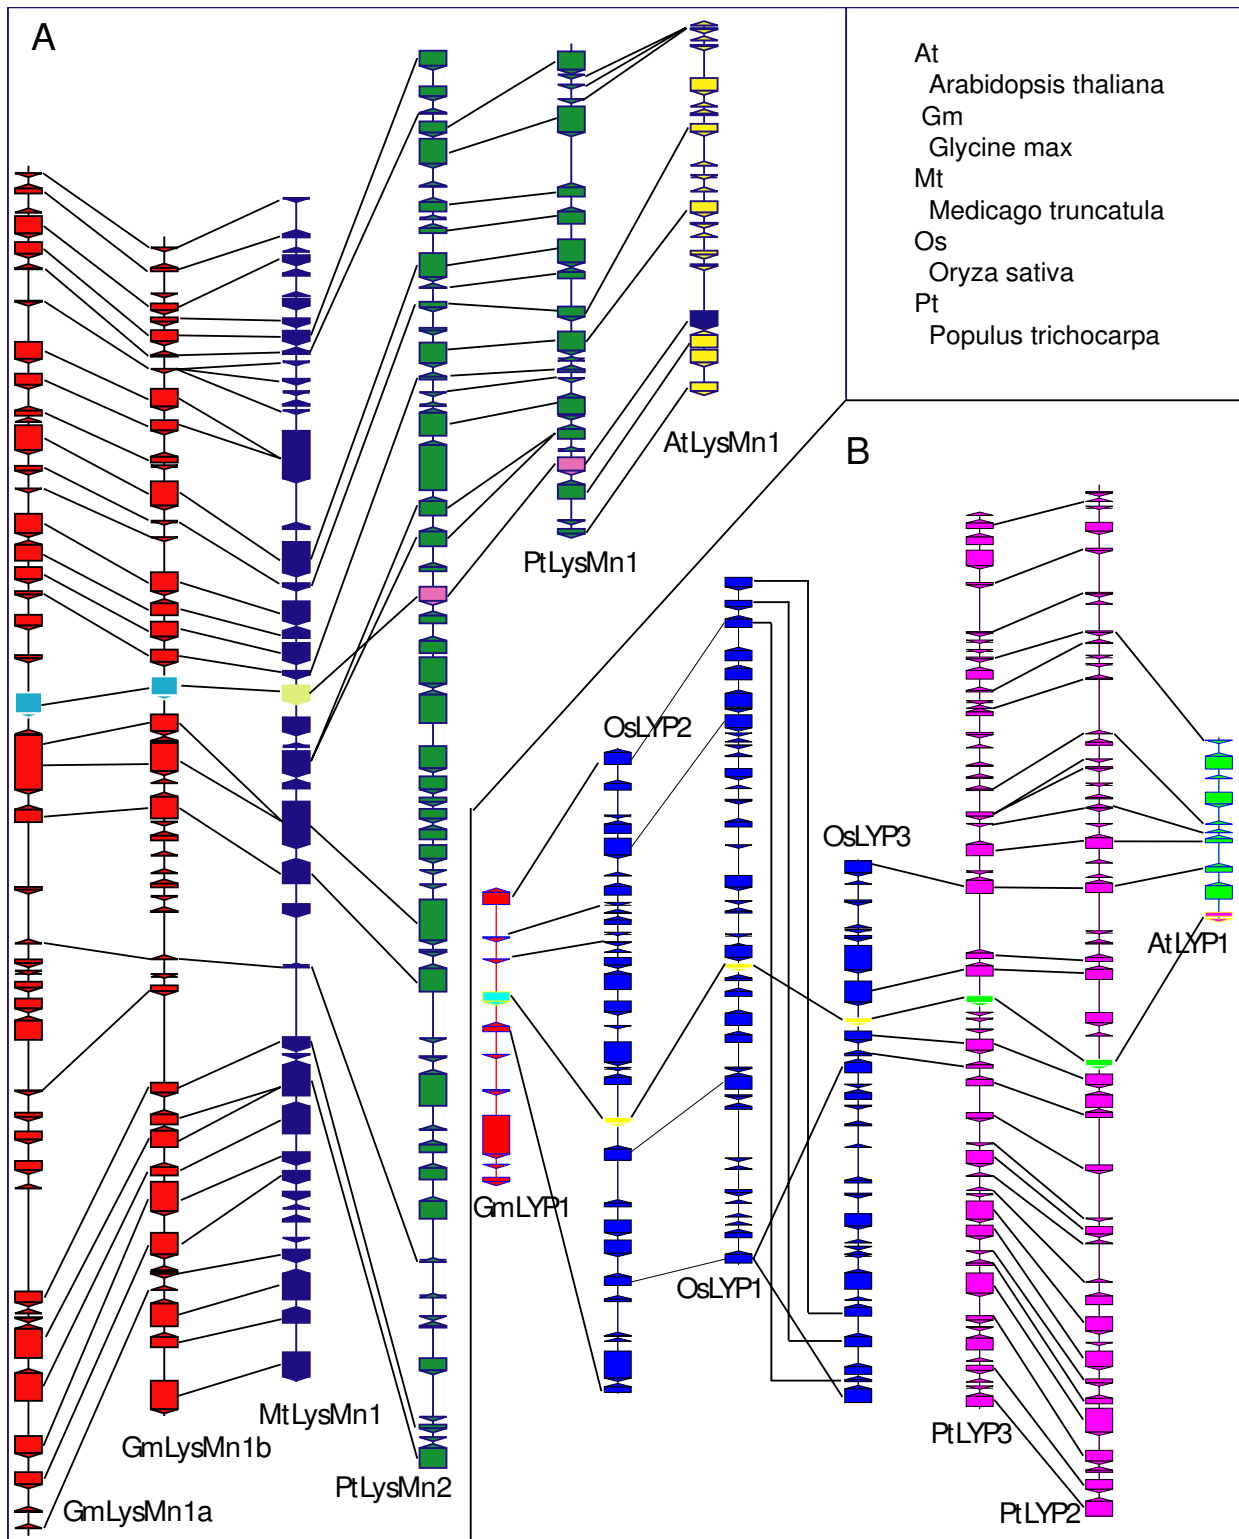 A
At
Arabidopsis thaliana
Gm
Glycine max
Mt
Medicago truncatula
Os
Oryza sativa
Pt
Populus trichocarpa
AtLysMn1
B
PtLysMn1
OsLYP2
OsLYP3
AtLYP1
GmLYP1
OsLYP1
MtLysMn1
GmLysMn1b
PtLYP3
PtLysMn2
GmLysMn1a
PtLYP2